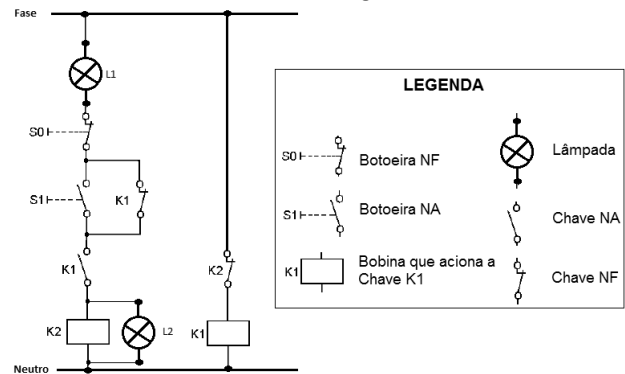 Fase
L1
S0
S1
K1
K1
K2
L2
Neutro
K2
K1
LEGENDA
S0 Botoeira NF
S1 Botoeira NA
K1 Bobina que aciona a
Chave K1
Lâmpada
Chave NA
Chave NF